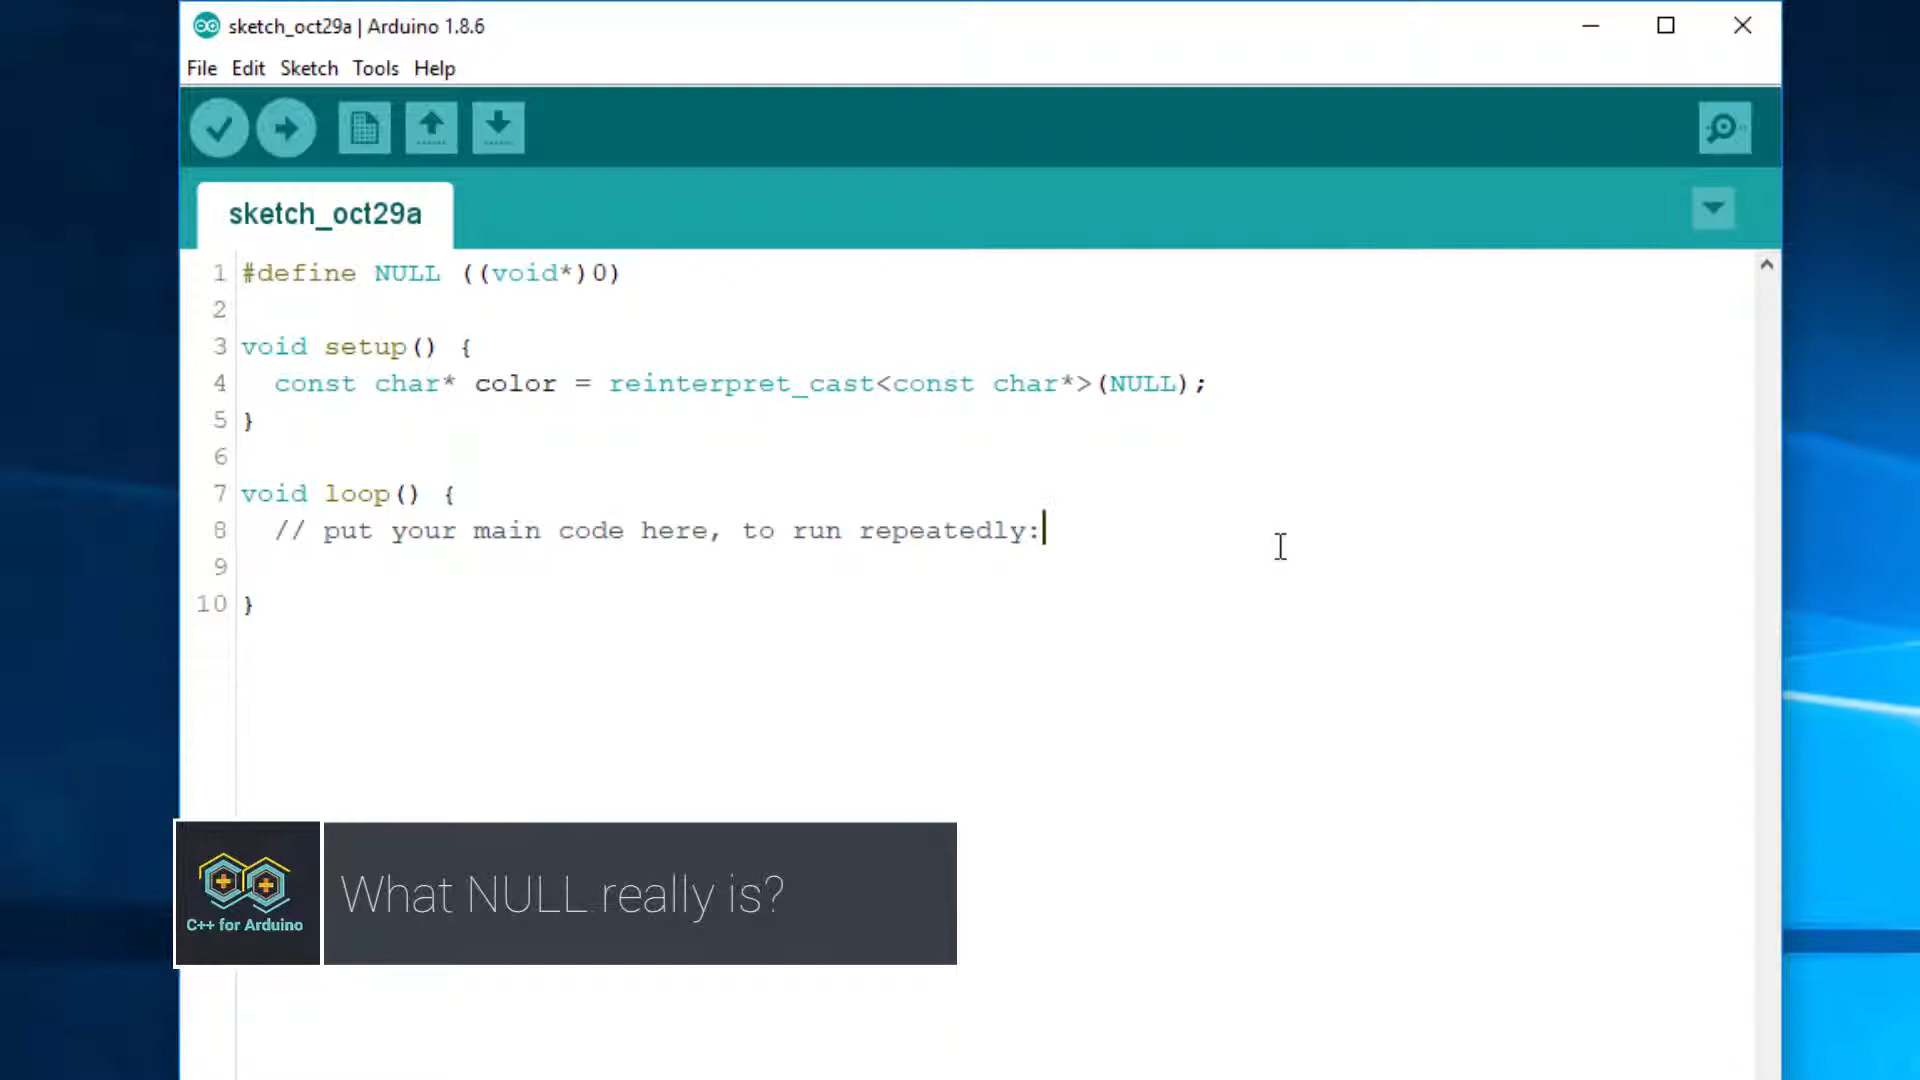 sketch_oct29a | Arduino 1.8.6
File Edit Sketch Tools Help
sketch_oct29a
1 #define NULL ((void*)0)
2
3 void setup() {
4 const char* color = reinterpret_cast<const char*>(NULL);
5 }
6
7 void loop() {
8 // put your main code here, to run repeatedly:
9
10 }
What NULL really is?
C++ for Arduino